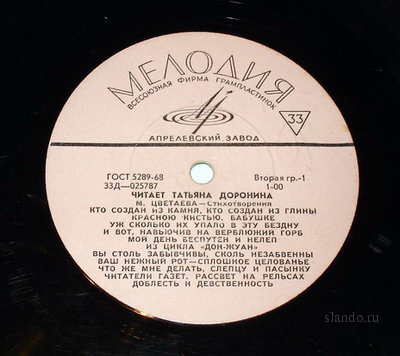 МЕЛОДИЯ
ВСЕСОЮЗНАЯ ФИРМА ГРАМПЛАСТИНОК
33
АПРЕЛЕВСКИЙ ЗАВОД
ГОСТ 5289-68 Вторая гр.-1
33Д—025787 1-00
ЧИТАЕТ ТАТЬЯНА ДОРОНИНА
М. ЦВЕТАЕВА—Стихотворения
КТО СОЗДАН ИЗ КАМНЯ, КТО СОЗДАН ИЗ ГЛИНЫ
КРАСНОЮ КИСТЬЮ. БАБУШКЕ
УЖ СКОЛЬКО ИХ УПАЛО В ЭТУ БЕЗДНУ
И ВОТ, НАВЬЮЧИВ НА ВЕРБЛЮЖИЙ ГОРБ
МОЙ ДЕНЬ БЕСПУТЕН И НЕЛЕП
ИЗ ЦИКЛА «ДОН-ЖУАН»
ВЫ СТОЛЬ ЗАБЫВЧИВЫ, СКОЛЬ НЕЗАБВЕННЫ
ВАШ НЕЖНЫЙ РОТ—СПЛОШНОЕ ЦЕЛОВАНЬЕ
ЧТО ЖЕ МНЕ ДЕЛАТЬ, СЛЕПЦУ И ПАСЫНКУ
ЧИТАТЕЛИ ГАЗЕТ. РАССВЕТ НА РЕЛЬСАХ
ДОБЛЕСТЬ И ДЕВСТВЕННОСТЬ
slando.ru